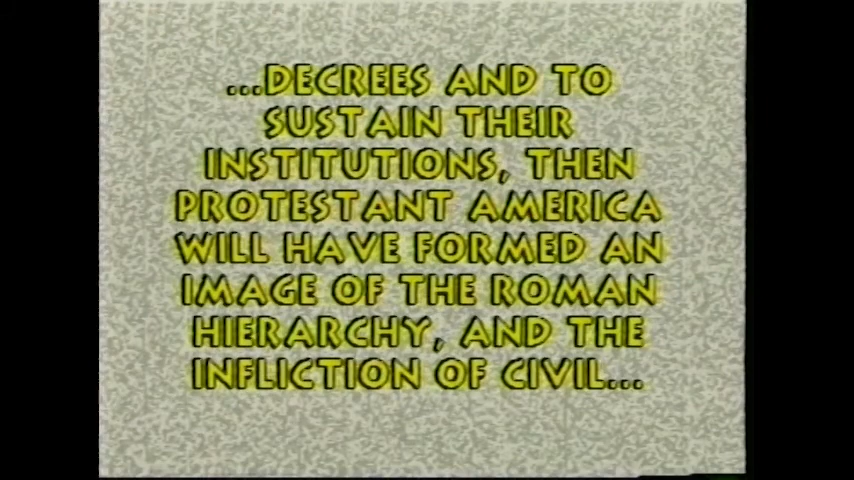 ...DECREES AND TO
SUSTAIN THEIR
INSTITUTIONS, THEN
PROTESTANT AMERICA
WILL HAVE FORMED AN
IMAGE OF THE ROMAN
HIERARCHY, AND THE
INFLICTION OF CIVIL...